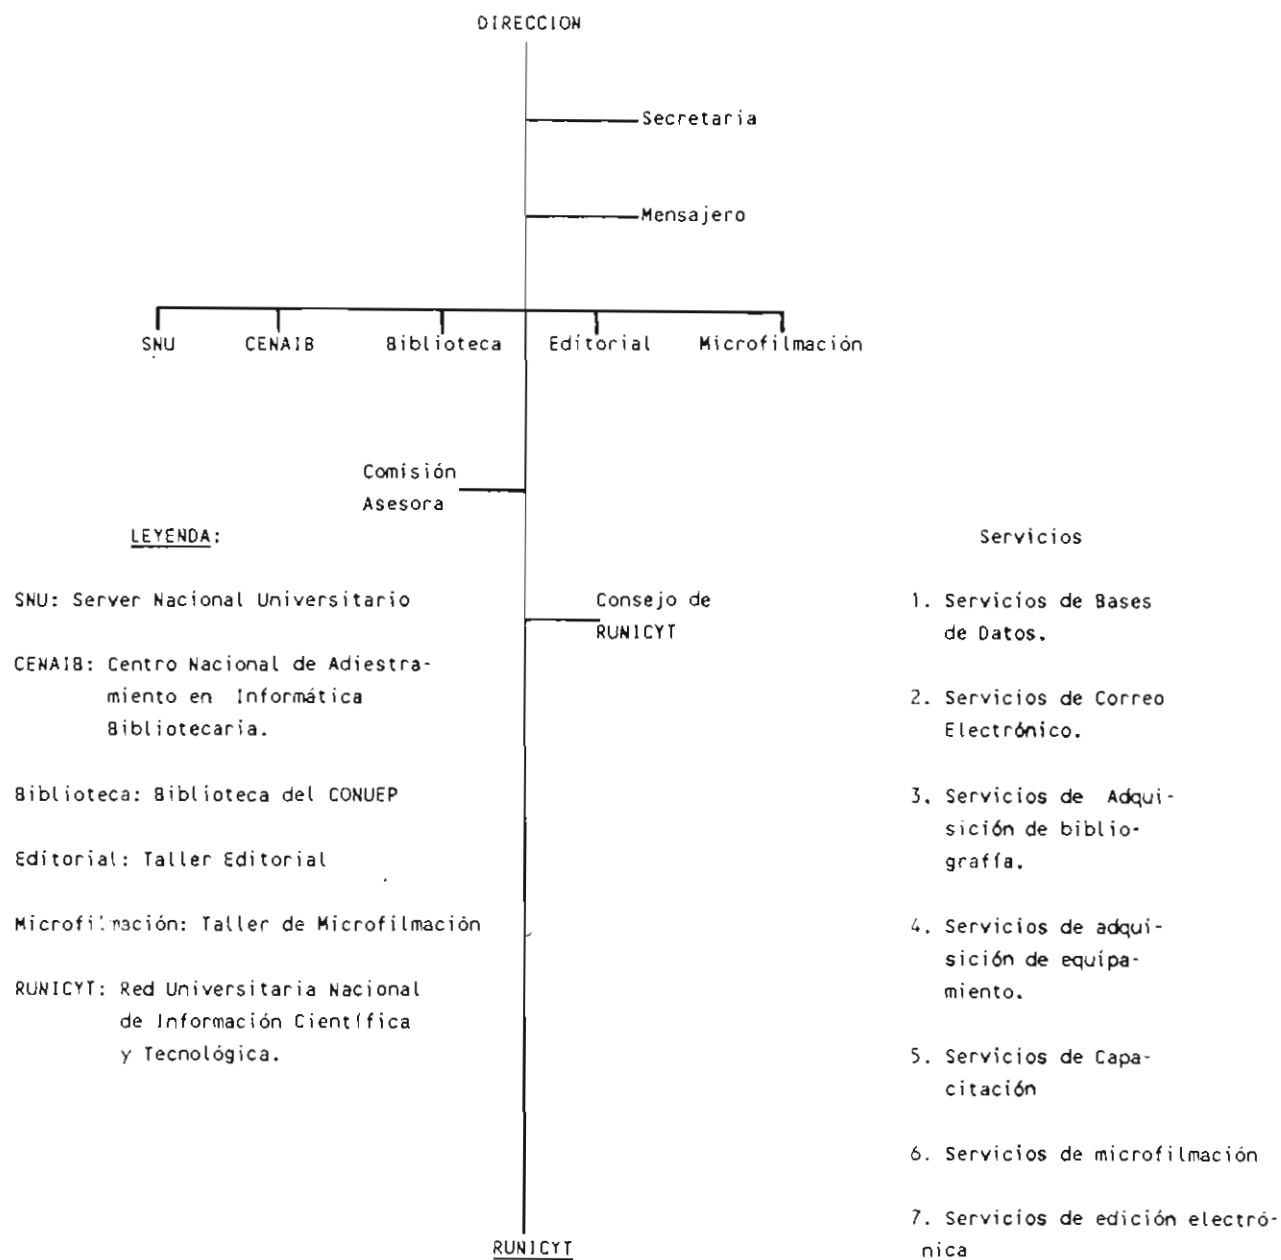 DIRECCION
Secretaria
Mensajero
SNU CENAIB Biblioteca Editorial Microfilmación
Comisión
Asesora
LEYENDA:
SNU: Server Nacional Universitario
CENAIB: Centro Nacional de Adiestra-
miento en Informática
Bibliotecaria.
Biblioteca: Biblioteca del CONUEP
Editorial: Taller Editorial
Microfilmación: Taller de Microfilmación
RUNICYT: Red Universitaria Nacional
de Información Científica
y Tecnológica.
Consejo de
RUNICYT
RUNICYT
Servicios
1. Servicios de Bases
de Datos.
2. Servicios de Correo
Electrónico.
3. Servicios de Adqui-
sición de biblio-
grafía.
4. Servicios de adqui-
sición de equipa-
miento.
5. Servicios de Capa-
citación
6. Servicios de microfilmación
7. Servicios de edición electró-
nica